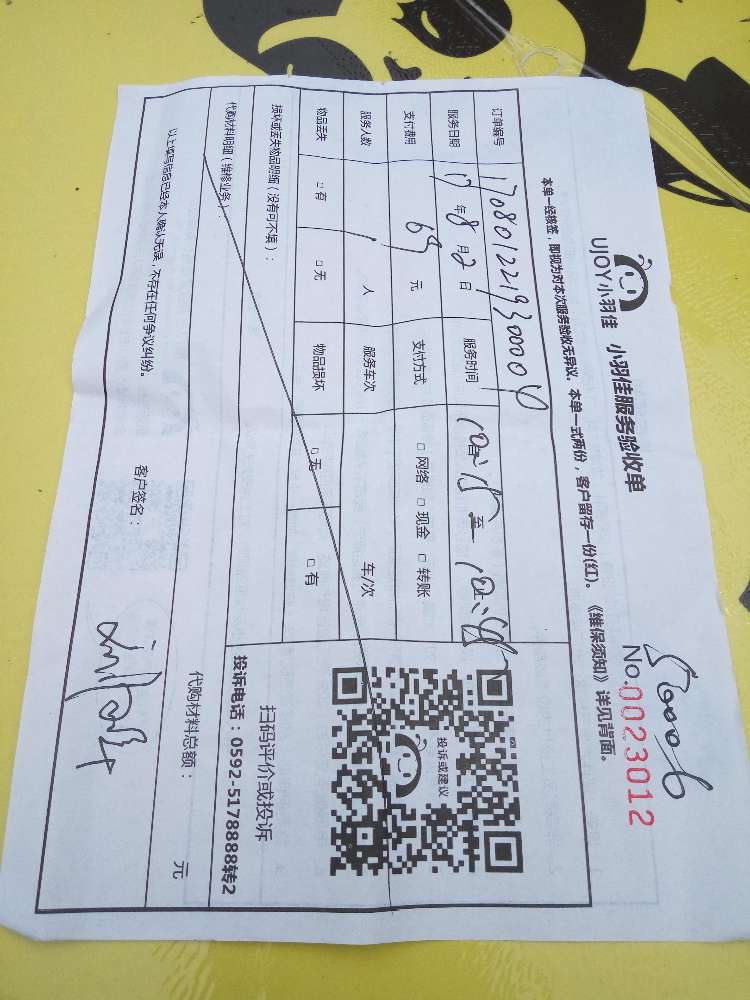 UJOY小羽佳 小羽佳服务验收单
560006
No.0023012
本单一经核签，即视为对本次服务验收无异议。本单一式两份，客户留存一份(红)。《维保须知》详见背面。
订单编号 170801221930000
服务日期 17年8月2日 服务时间 至
支付费用 69元 支付方式 □网络 □现金 □转账
服务人数 1人 服务车次 车/次
物品丢失 □有 □无 物品损坏 □无 □有
损坏或丢失物品明细（没有可不填）：
代购材料明细（维修业务）：
投诉或建议
扫码评价或投诉
投诉电话：0592-5178888转2
代购材料总额： 元
以上填写信息已经本人确认无误，不存在任何争议纠纷。
客户签名：